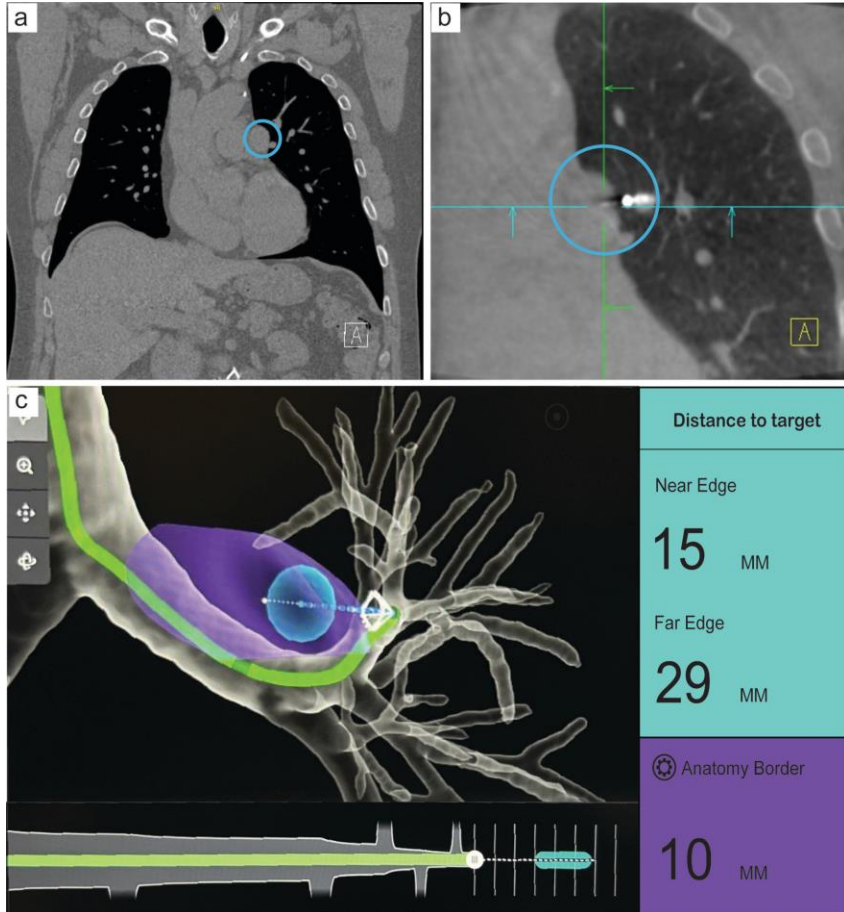 a
A
b
A
c
Distance to target
Near Edge
15 MM
Far Edge
29 MM
Anatomy Border
10 MM